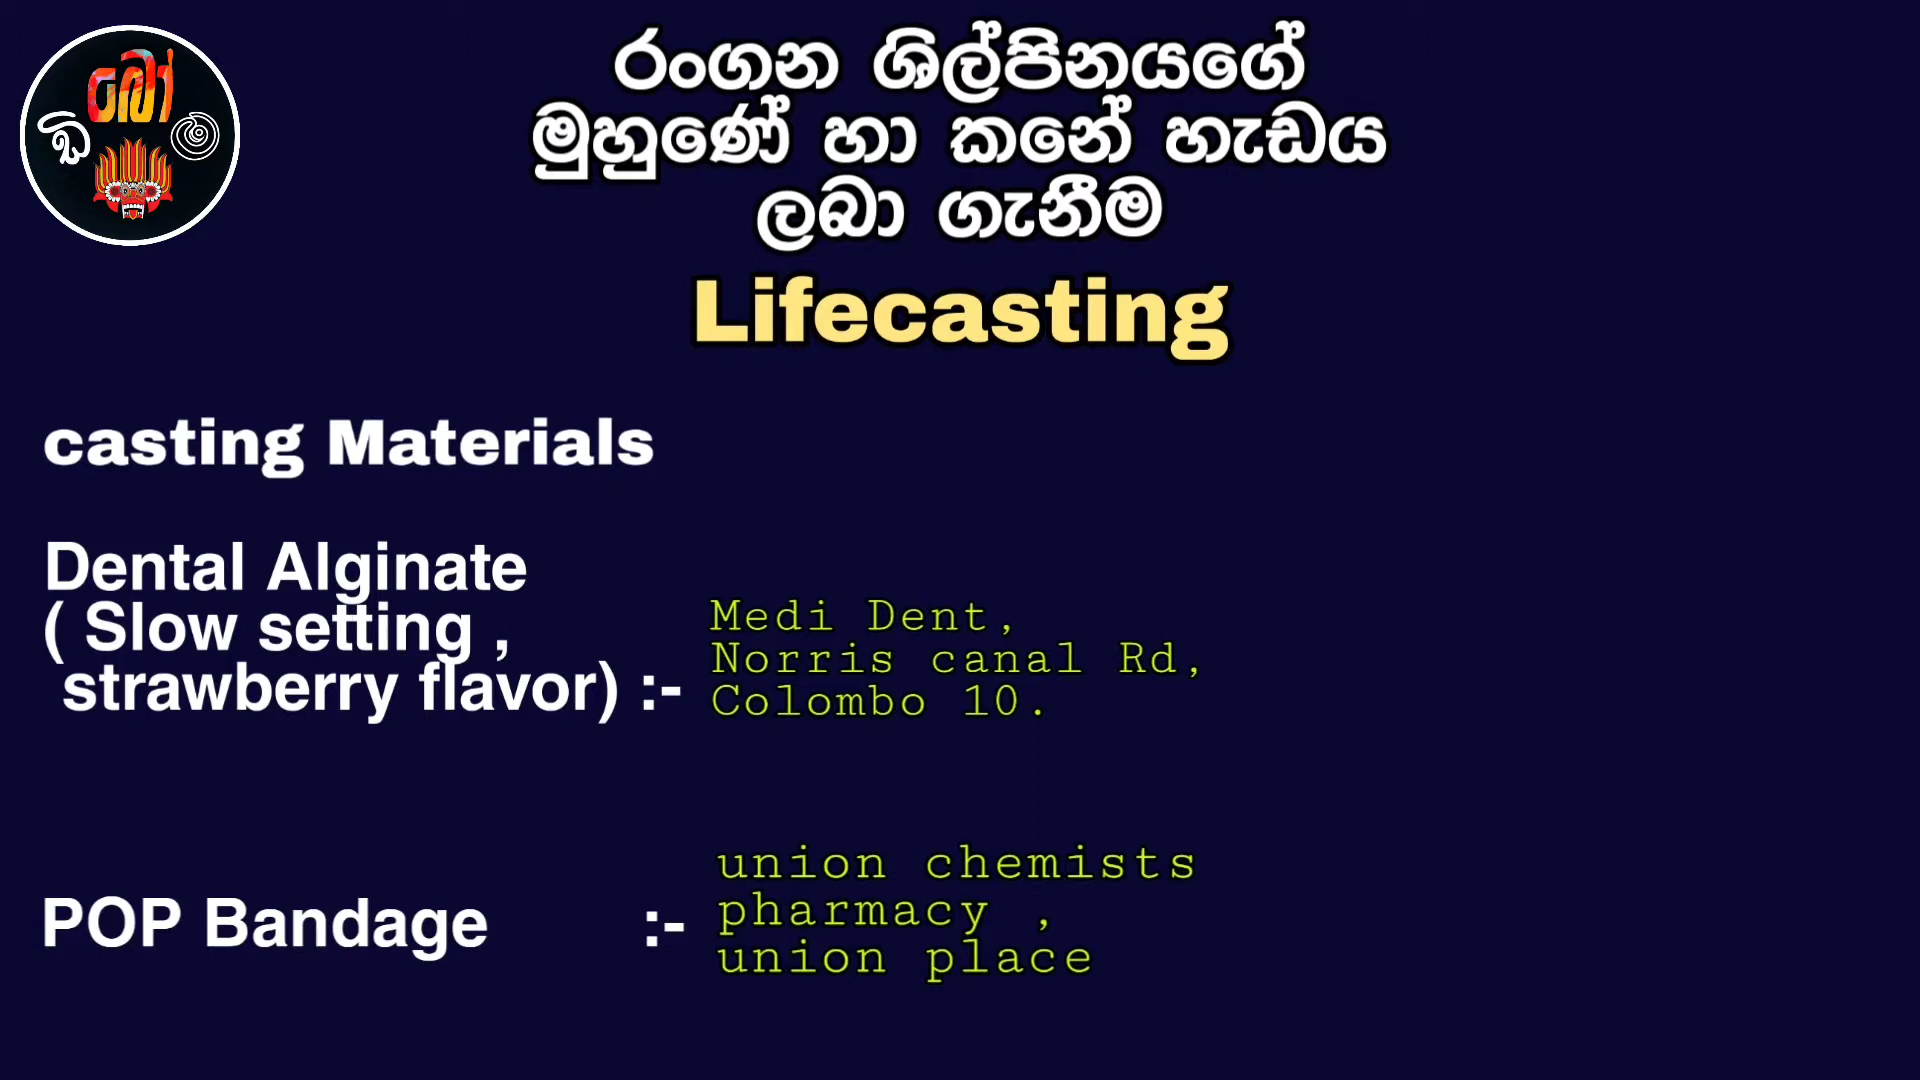 රංගන ශිල්පිනයගේ
මුහුණේ හා කනේ හැඩය
ලබා ගැනීම
Lifecasting
casting Materials
Dental Alginate
( Slow setting ,
strawberry flavor) :-
Medi Dent,
Norris canal Rd,
Colombo 10.
POP Bandage :-
union chemists
pharmacy ,
union place